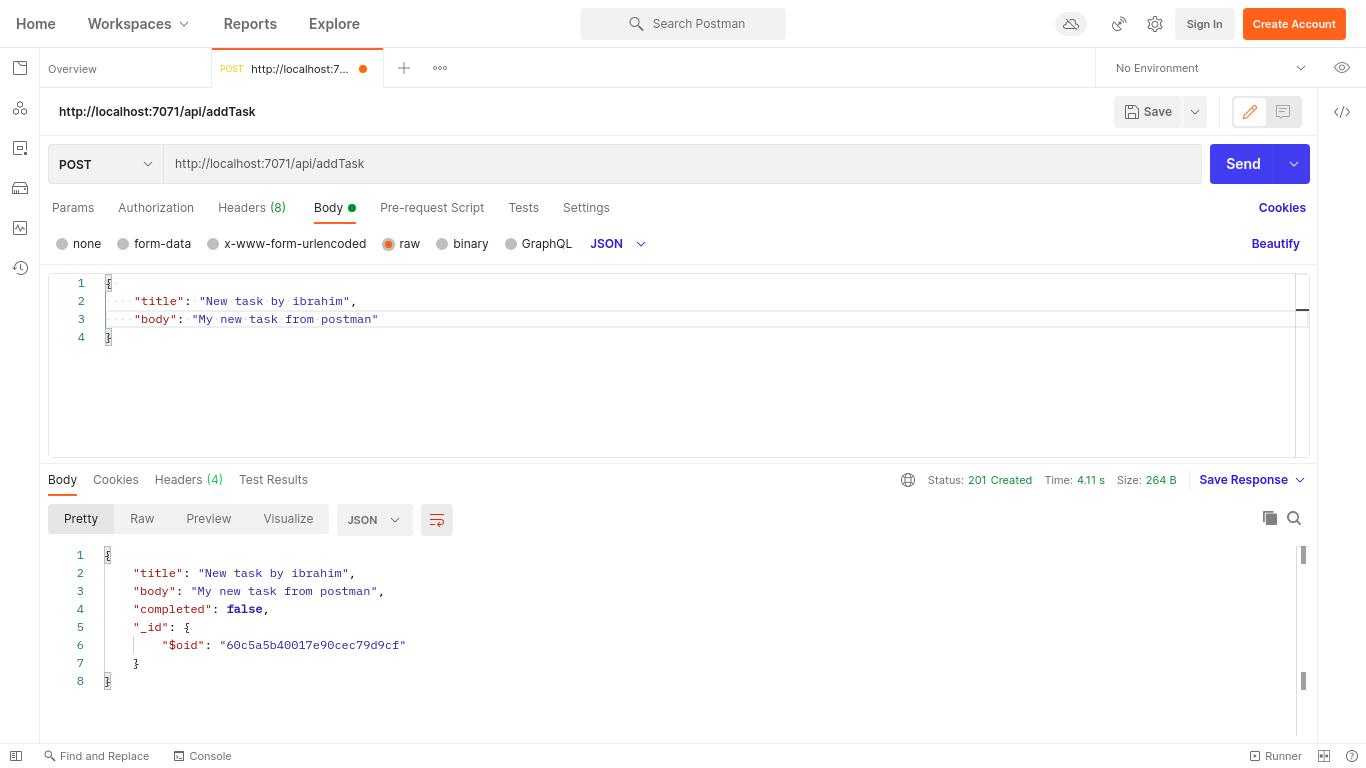 Home Workspaces Reports Explore Search Postman Sign In Create Account
Overview POST http://localhost:7... No Environment
http://localhost:7071/api/addTask Save
POST http://localhost:7071/api/addTask Send
Params Authorization Headers (8) Body Pre-request Script Tests Settings Cookies
none form-data x-www-form-urlencoded raw binary GraphQL JSON Beautify
1 {
2 "title": "New task by ibrahim",
3 "body": "My new task from postman"
4 }
Body Cookies Headers (4) Test Results Status: 201 Created Time: 4.11 s Size: 264 B Save Response
Pretty Raw Preview Visualize JSON
1 {
2 "title": "New task by ibrahim",
3 "body": "My new task from postman",
4 "completed": false,
5 "_id": {
6 "$oid": "60c5a5b40017e90cec79d9cf"
7 }
8 }
Find and Replace Console Runner